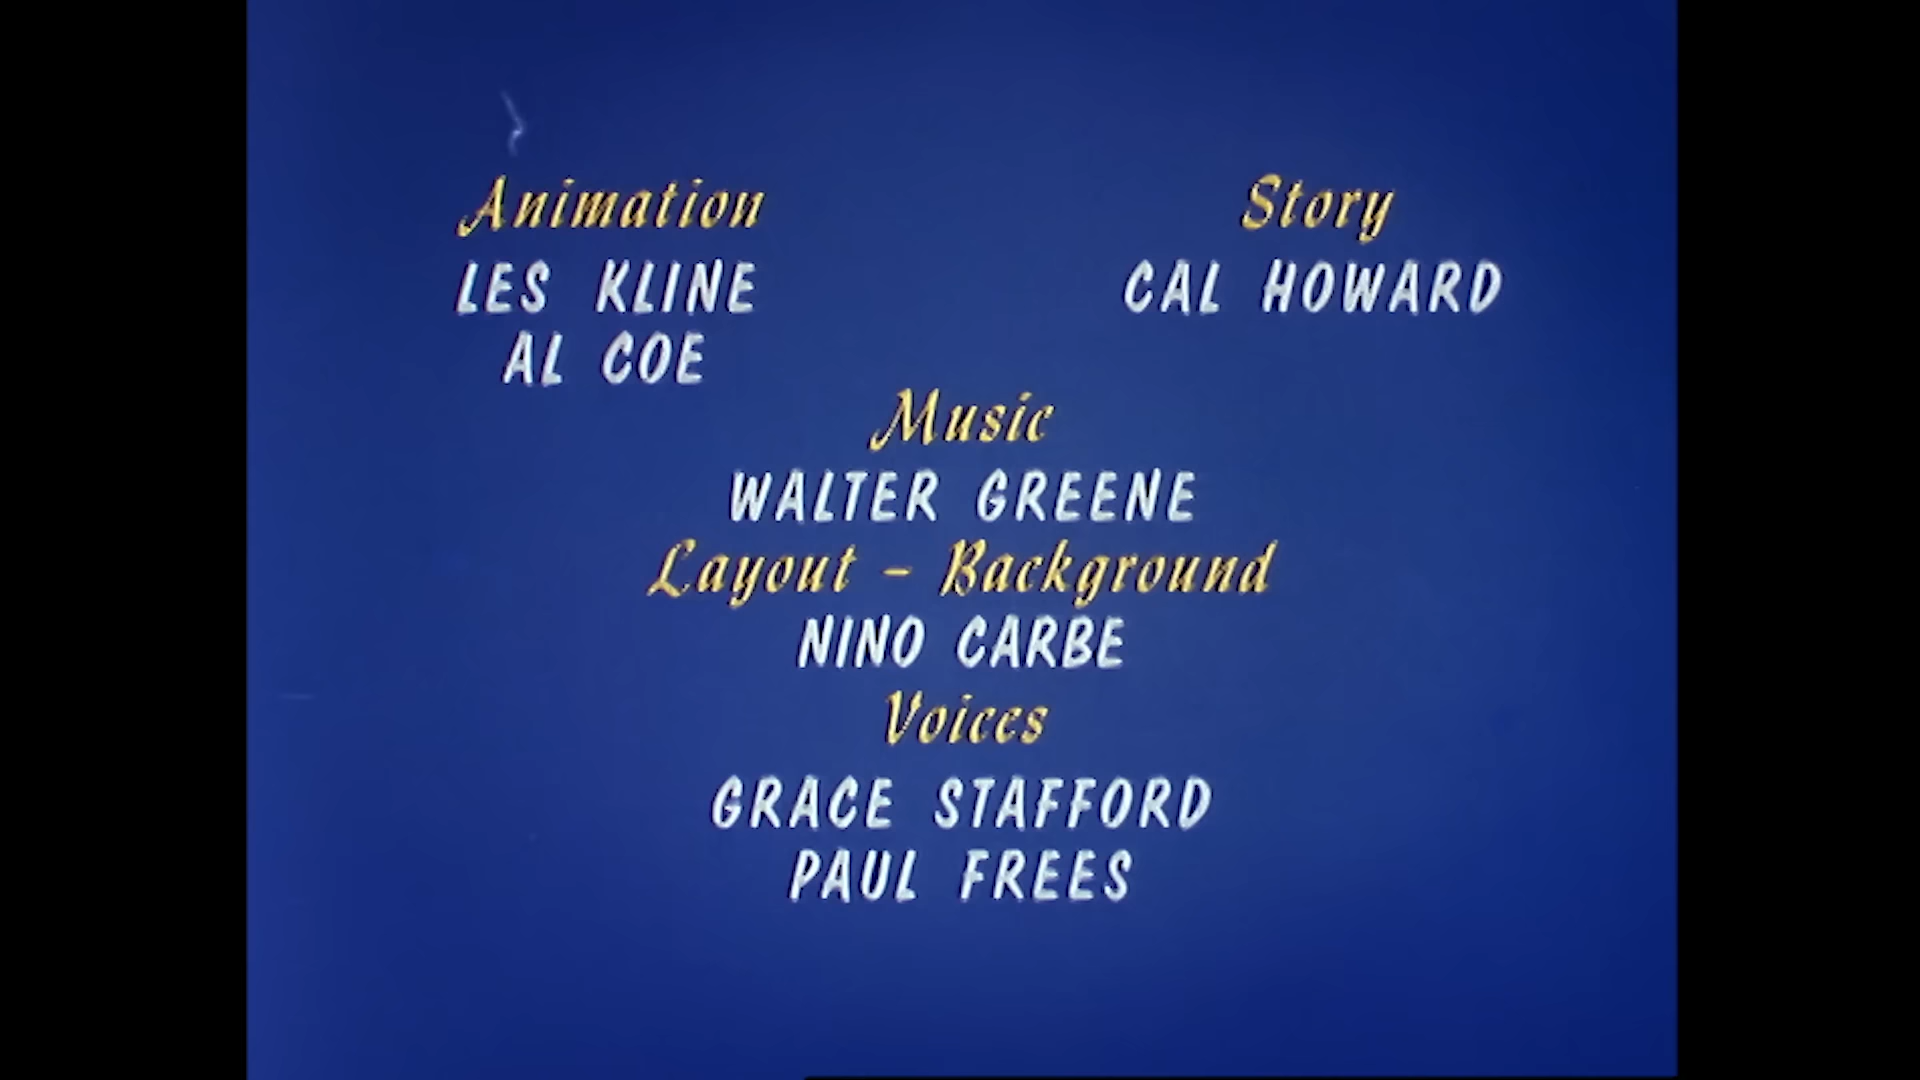 Animation
LES KLINE
AL COE
Story
CAL HOWARD
Music
WALTER GREENE
Layout - Background
NINO CARBE
Voices
GRACE STAFFORD
PAUL FREES